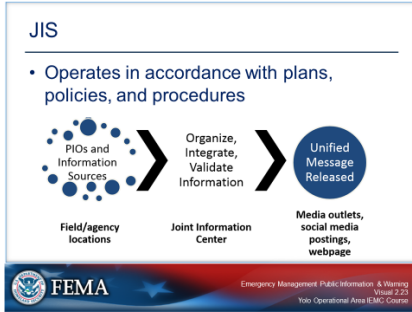 JIS
• Operates in accordance with plans,
policies, and procedures
PIOs and
Information
Sources
Organize,
Integrate,
Validate
Information
Unified
Message
Released
Field/agency
locations
Joint Information
Center
Media outlets,
social media
postings,
webpage
FEMA
Emergency Management Public Information & Warning
Visual 2.23
Yolo Operational Area IEMC Course